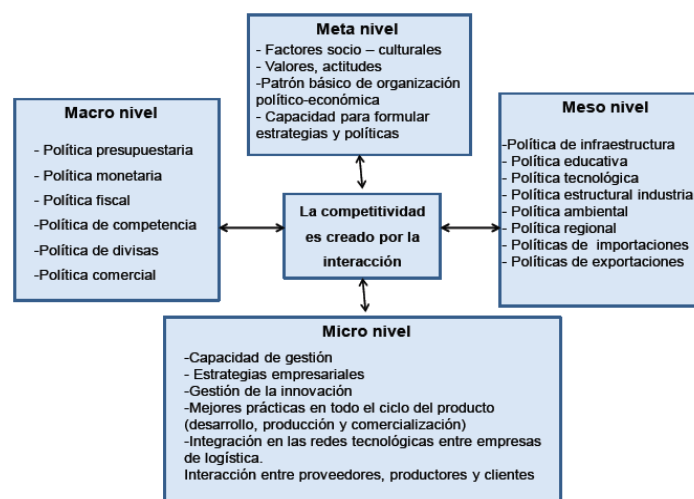 Meta nivel
- Factores socio – culturales
- Valores, actitudes
-Patrón básico de organización
político-económica
- Capacidad para formular
estrategias y políticas
Macro nivel
- Política presupuestaria
- Política monetaria
- Política fiscal
-Política de competencia
- Política de divisas
- Política comercial
La competitividad
es creado por la
interacción
Meso nivel
-Política de infraestructura
- Política educativa
- Política tecnológica
- Política estructural industria
- Política ambiental
- Política regional
- Políticas de importaciones
- Políticas de exportaciones
Micro nivel
-Capacidad de gestión
- Estrategias empresariales
-Gestión de la innovación
-Mejores prácticas en todo el ciclo del producto
(desarrollo, producción y comercialización)
-Integración en las redes tecnológicas entre empresas
de logística.
Interacción entre proveedores, productores y clientes